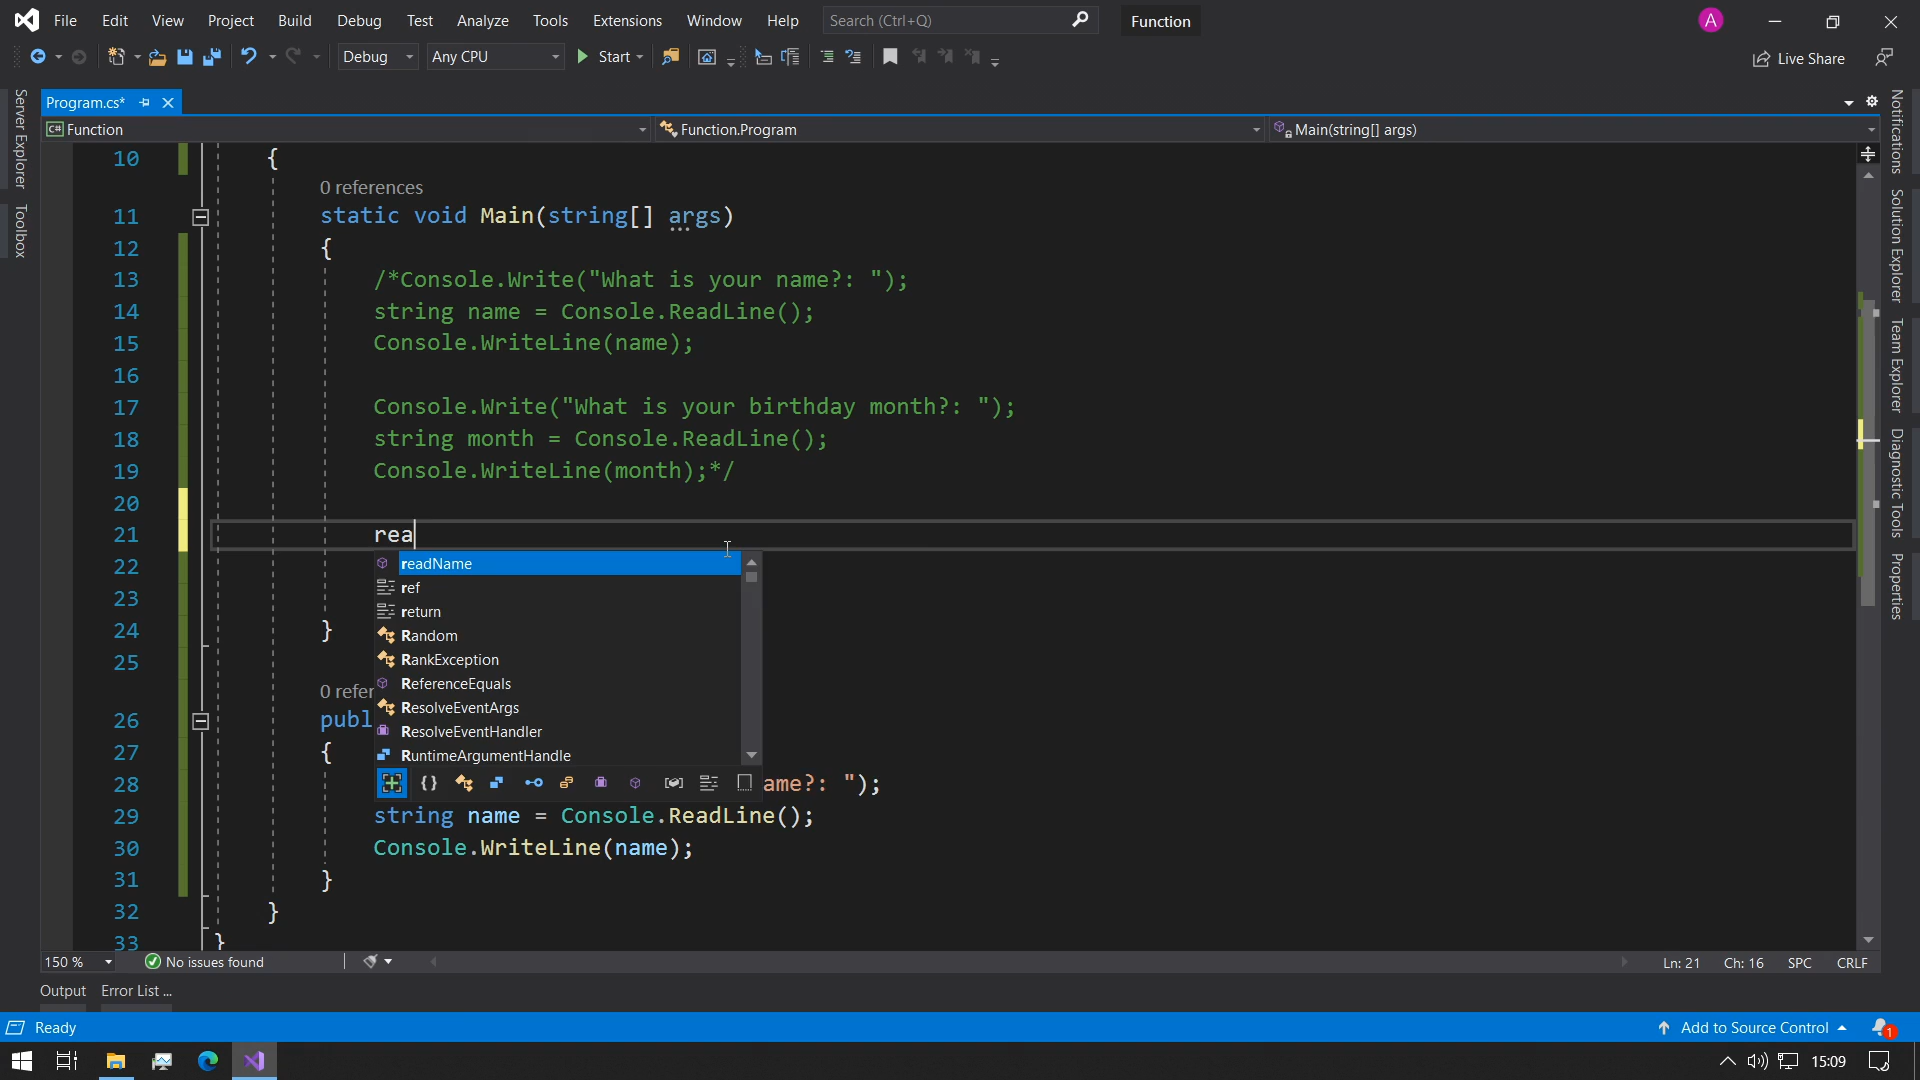 File Edit View Project Build Debug Test Analyze Tools Extensions Window Help Search (Ctrl+Q) Function A
Debug Any CPU Start Live Share
Program.cs*
C# Function Function.Program Main(string[] args)
Server Explorer
Toolbox
Notifications
Solution Explorer
Team Explorer
Diagnostic Tools
Properties
10 {
0 references
11 static void Main(string[] args)
12 {
13 /*Console.Write("What is your name?: ");
14 string name = Console.ReadLine();
15 Console.WriteLine(name);
16
17 Console.Write("What is your birthday month?: ");
18 string month = Console.ReadLine();
19 Console.WriteLine(month);*/
20
21 rea
readName
ref
return
Random
RankException
ReferenceEquals
ResolveEventArgs
ResolveEventHandler
RuntimeArgumentHandle
22
23
24 }
25
0 refer
26 publ
27 {
28 ame?: ");
29 string name = Console.ReadLine();
30 Console.WriteLine(name);
31 }
32 }
33 }
150 % No issues found Ln: 21 Ch: 16 SPC CRLF
Output Error List ...
Ready Add to Source Control 1
15:09